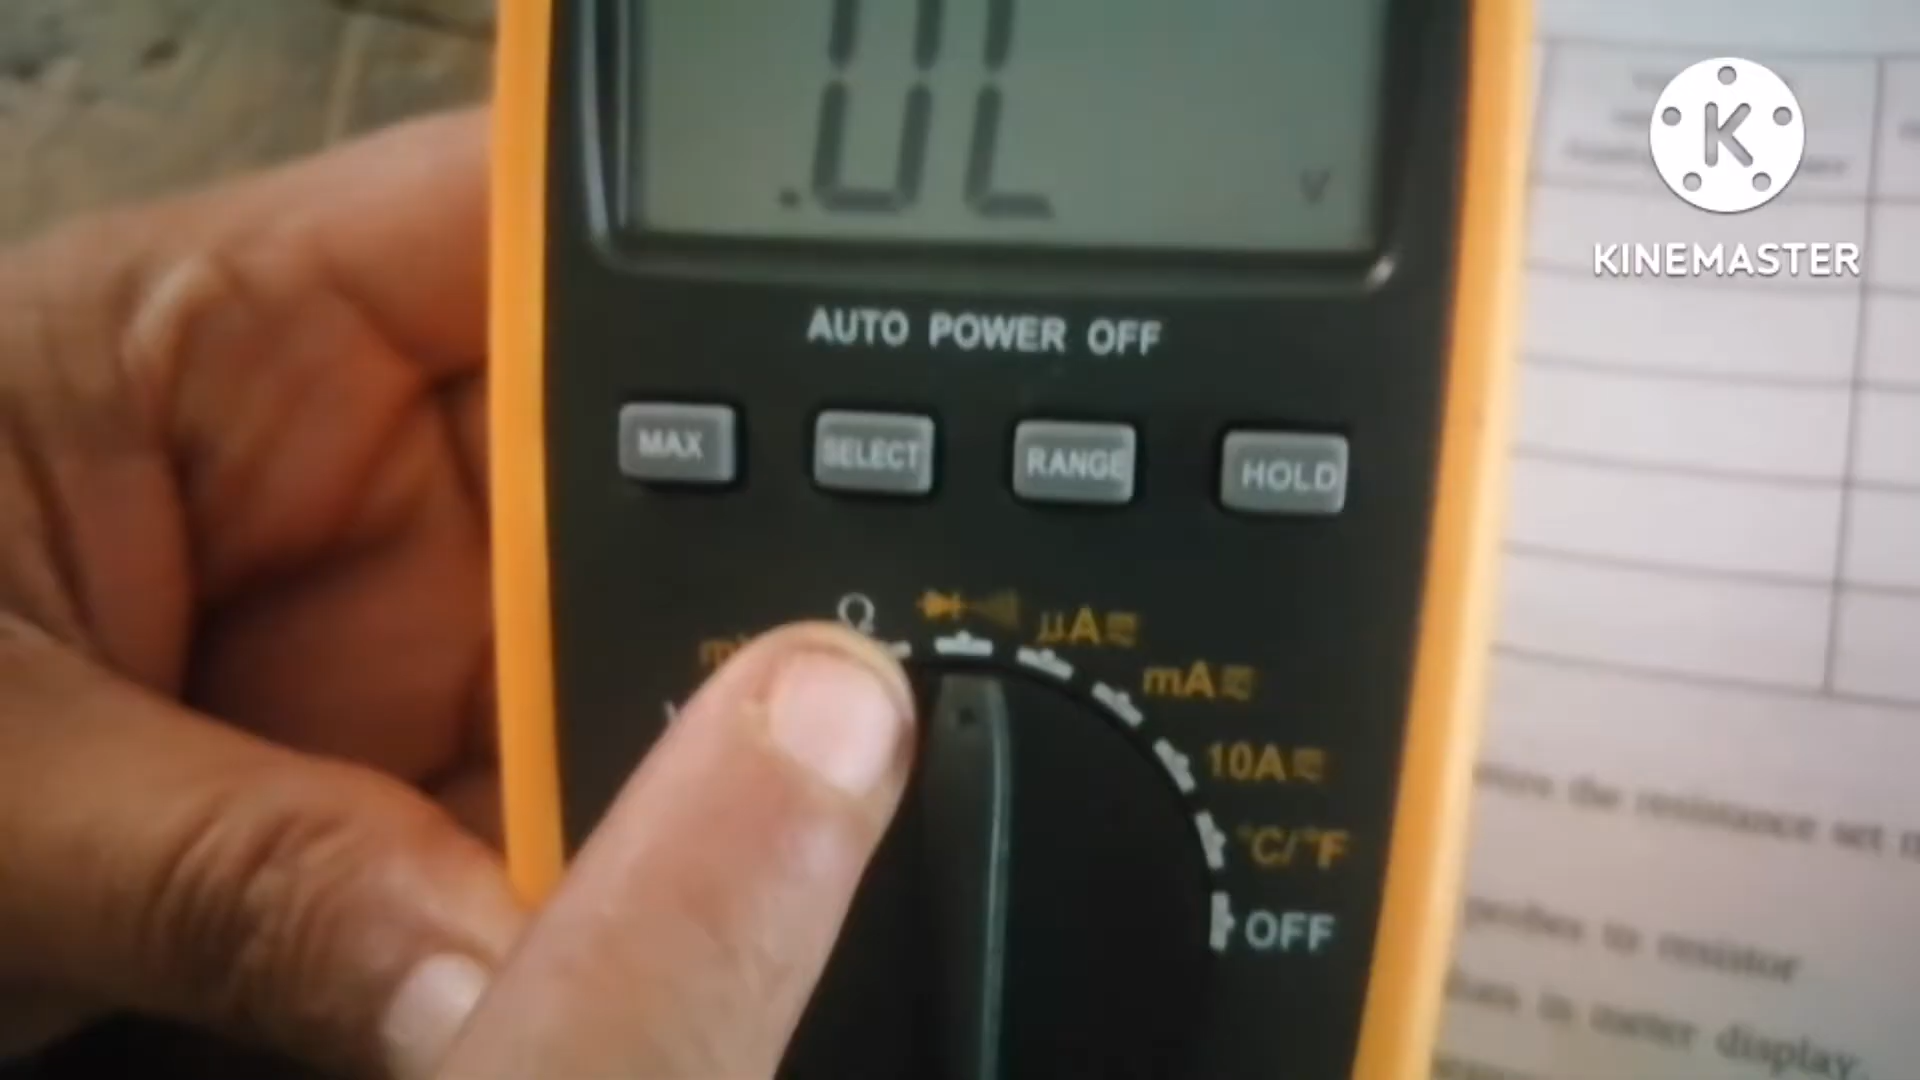 .OL
V
AUTO POWER OFF
MAX SELECT RANGE HOLD
Ω
µA
mA
10A
°C/°F
OFF
K
KINEMASTER
the resistance set
probes to resistor
in meter display